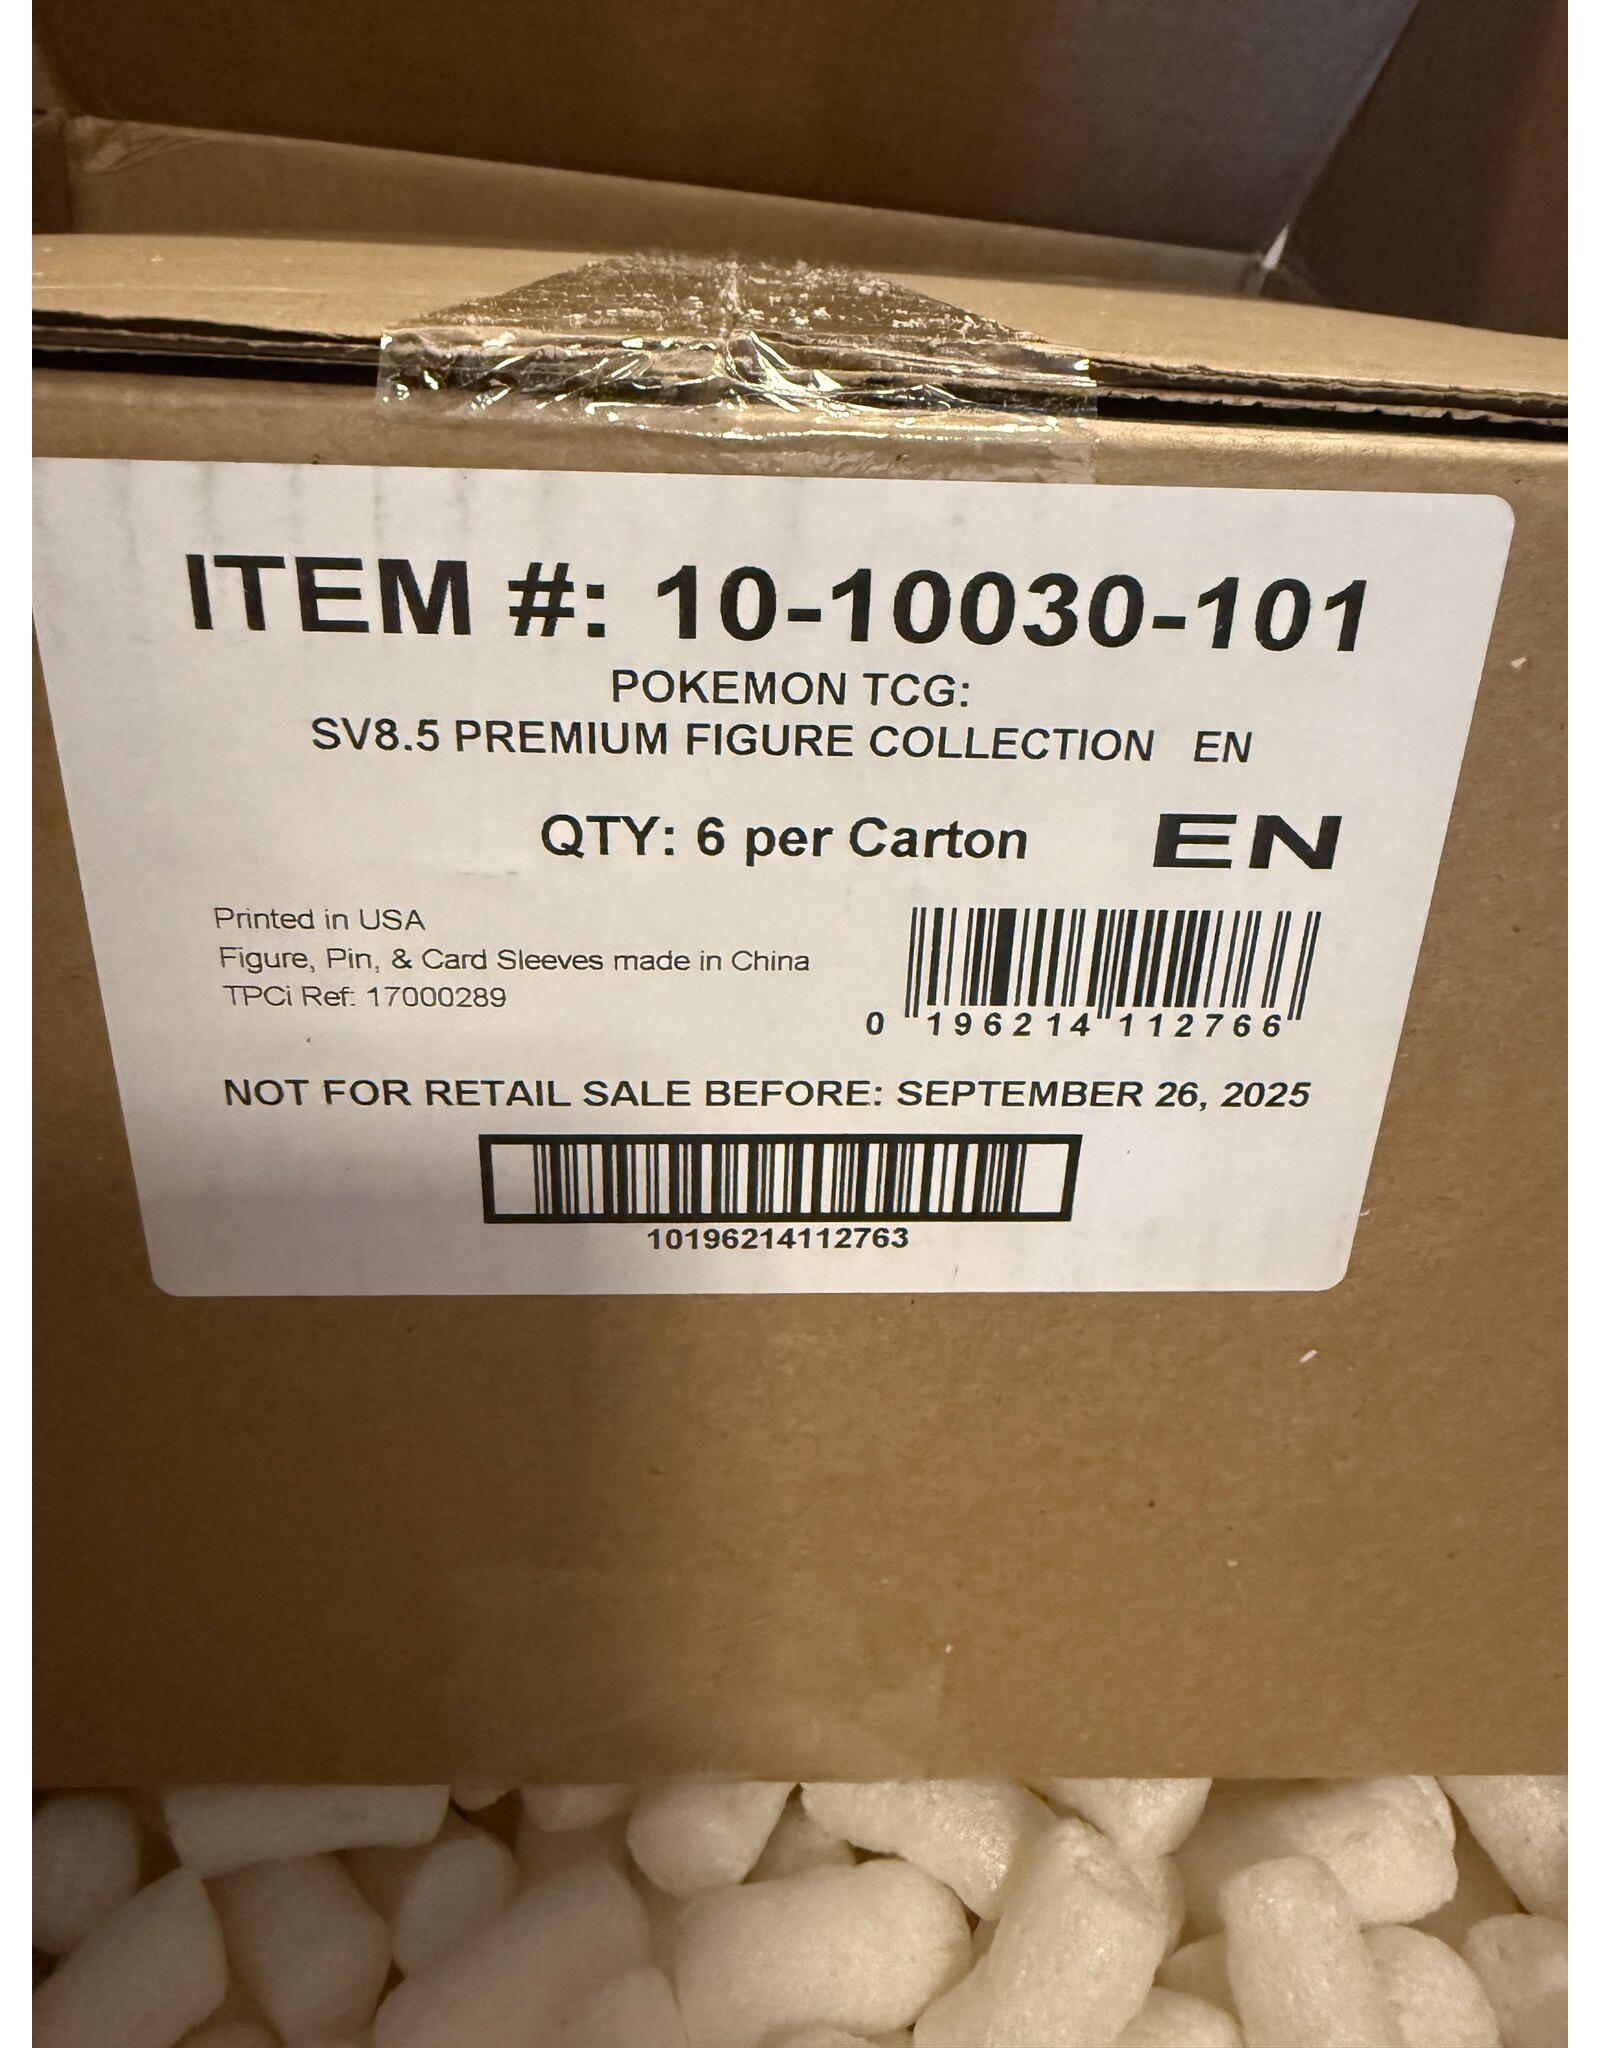 ITEM #: 10-10030-101
POKEMON TCG:
SV8.5 PREMIUM FIGURE COLLECTION EN
QTY: 6 per Carton EN
Printed in USA
Figure, Pin, & Card Sleeves made in China
TPCi Ref: 17000289
0 196214 112766
NOT FOR RETAIL SALE BEFORE: SEPTEMBER 26, 2025
10196214112763